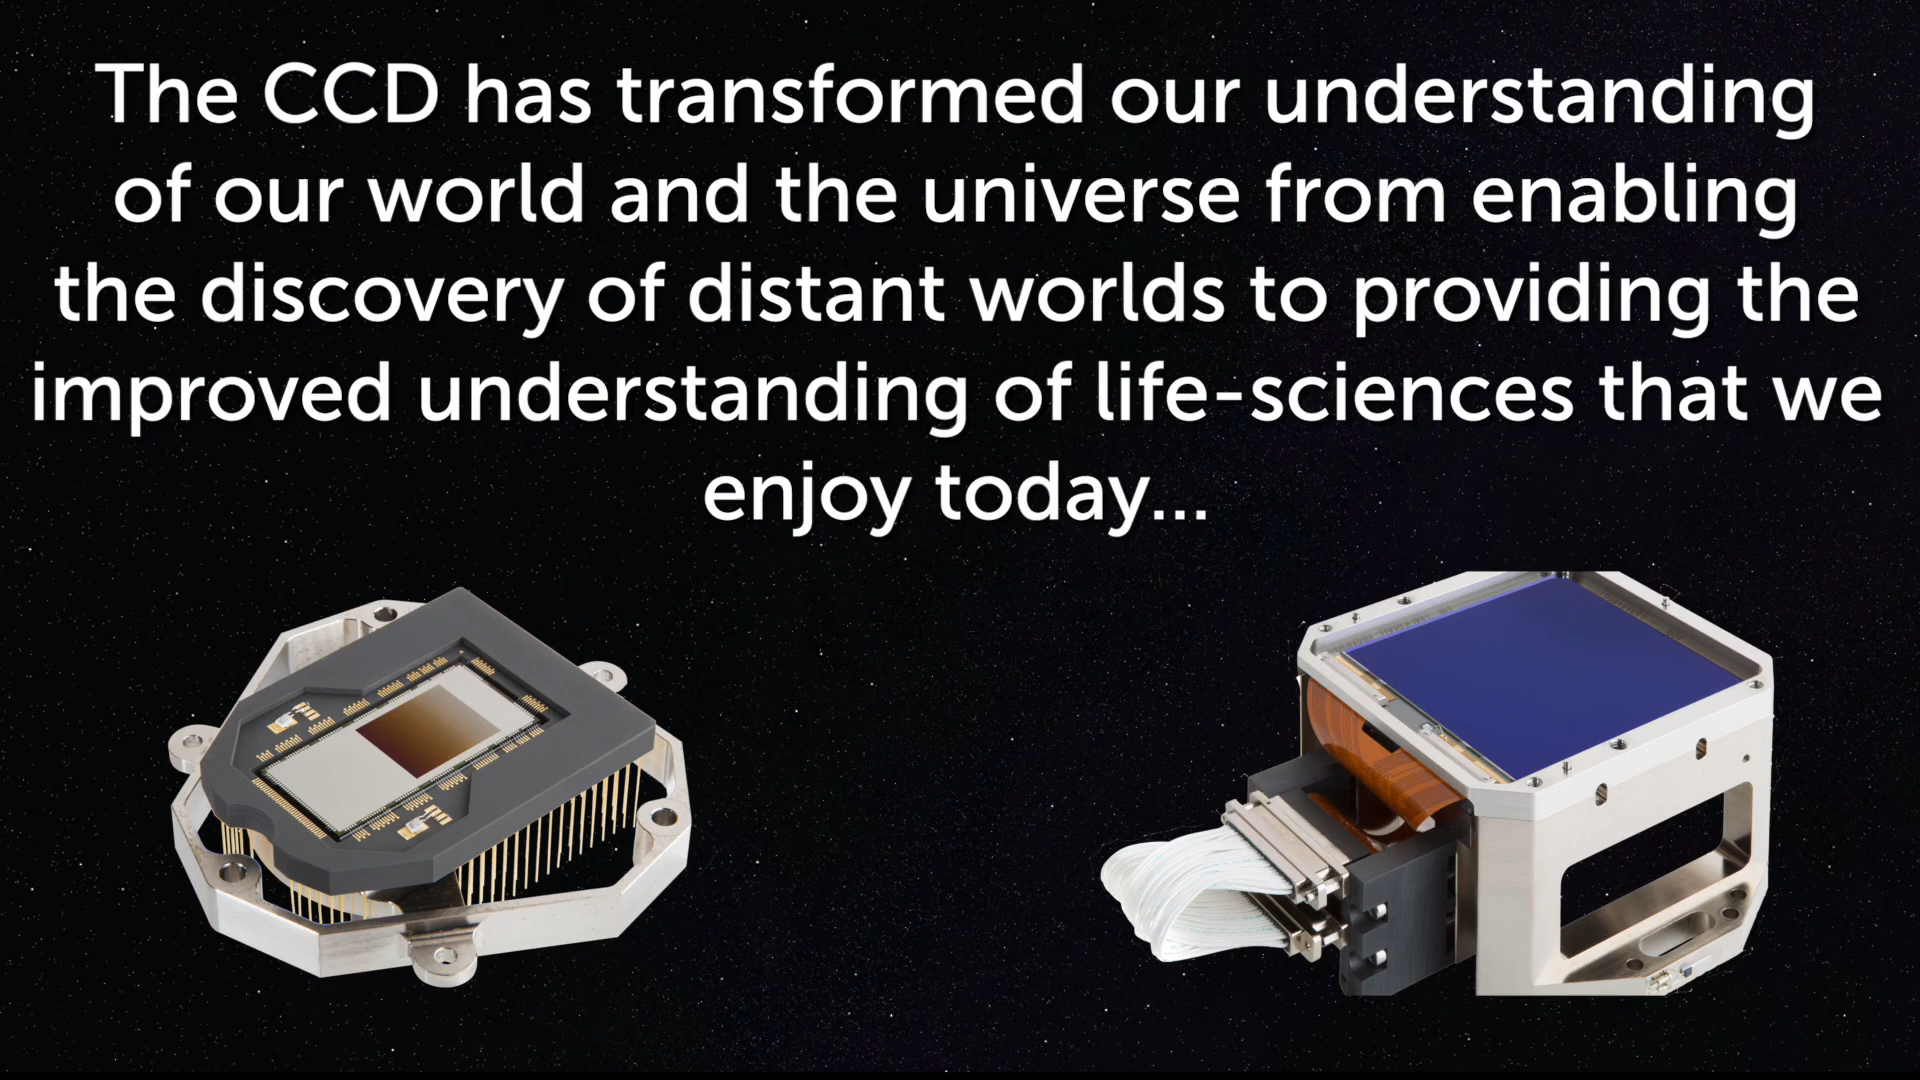 The CCD has transformed our understanding
of our world and the universe from enabling
the discovery of distant worlds to providing the
improved understanding of life-sciences that we
enjoy today...